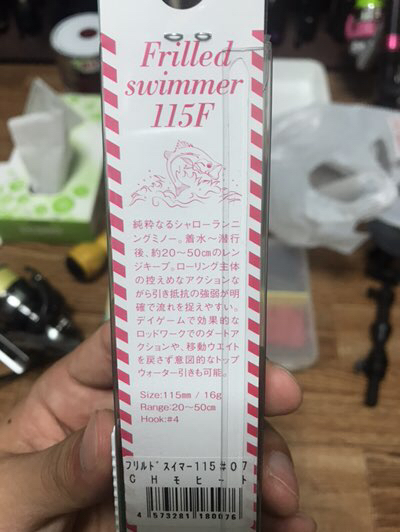 Frilled
swimmer
115F
純粋なるシャローランニ
ングミノー。着水〜潜行
後、約20〜50㎝のレン
ジキープ。ローリング主体
の控えめなアクションな
がら引き抵抗の強弱が明
確で流れを捉えやすい。
デイゲームで効果的な
ロッドワークでのダートア
クションや、移動ウエイト
を戻さず意図的なトップ
ウォーター引きも可能。
Size:115㎜ / 16g
Range:20〜50㎝
Hook:#4
フリルドスイマー115#07
CHモヒート
4 573281 180076